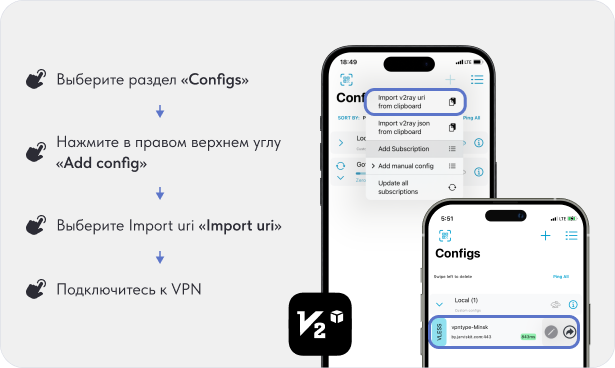 Выберите раздел «Configs»
Нажмите в правом верхнем углу
«Add config»
Выберите Import uri «Import uri»
Подключитесь к VPN
18:49
LTE
Conf
Import v2ray uri
from clipboard
SORT BY:
Ping All
Import v2ray json
from clipboard
Loc
Add Subscription
Go
Add manual config
Update all
subscriptions
5:51
LTE
Configs
Swipe left to delete
Ping All
Local (1)
VLESS
vpntype-Minsk
643ms
V2